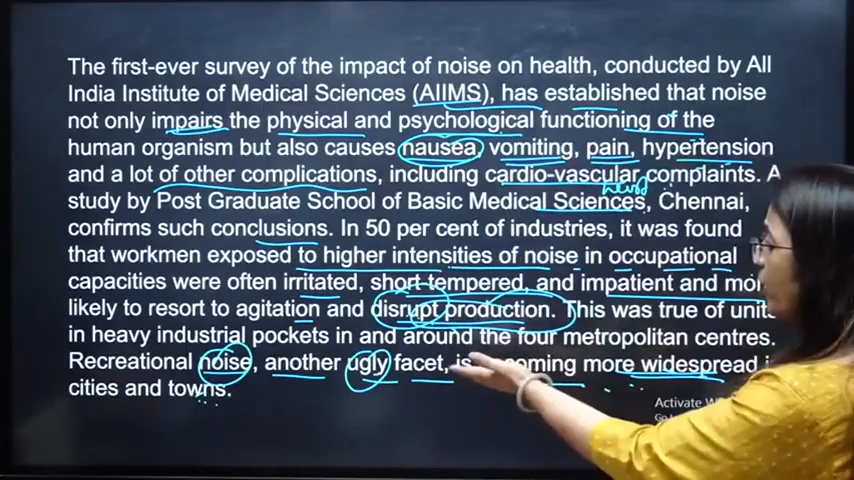 The first-ever survey of the impact of noise on health, conducted by All
India Institute of Medical Sciences (AIIMS), has established that noise
not only impairs the physical and psychological functioning of the
human organism but also causes nausea, vomiting, pain, hypertension
and a lot of other complications, including cardio-vascular complaints. A
study by Post Graduate School of Basic Medical Sciences, Chennai,
confirms such conclusions. In 50 per cent of industries, it was found
that workmen exposed to higher intensities of noise in occupational
capacities were often irritated, short tempered, and impatient and
likely to resort to agitation and disrupt production. This was true of
in heavy industrial pockets in and around the four metropolitan centres.
Recreational noise, another ugly facet, is more widespread
cities and towns.
Activate